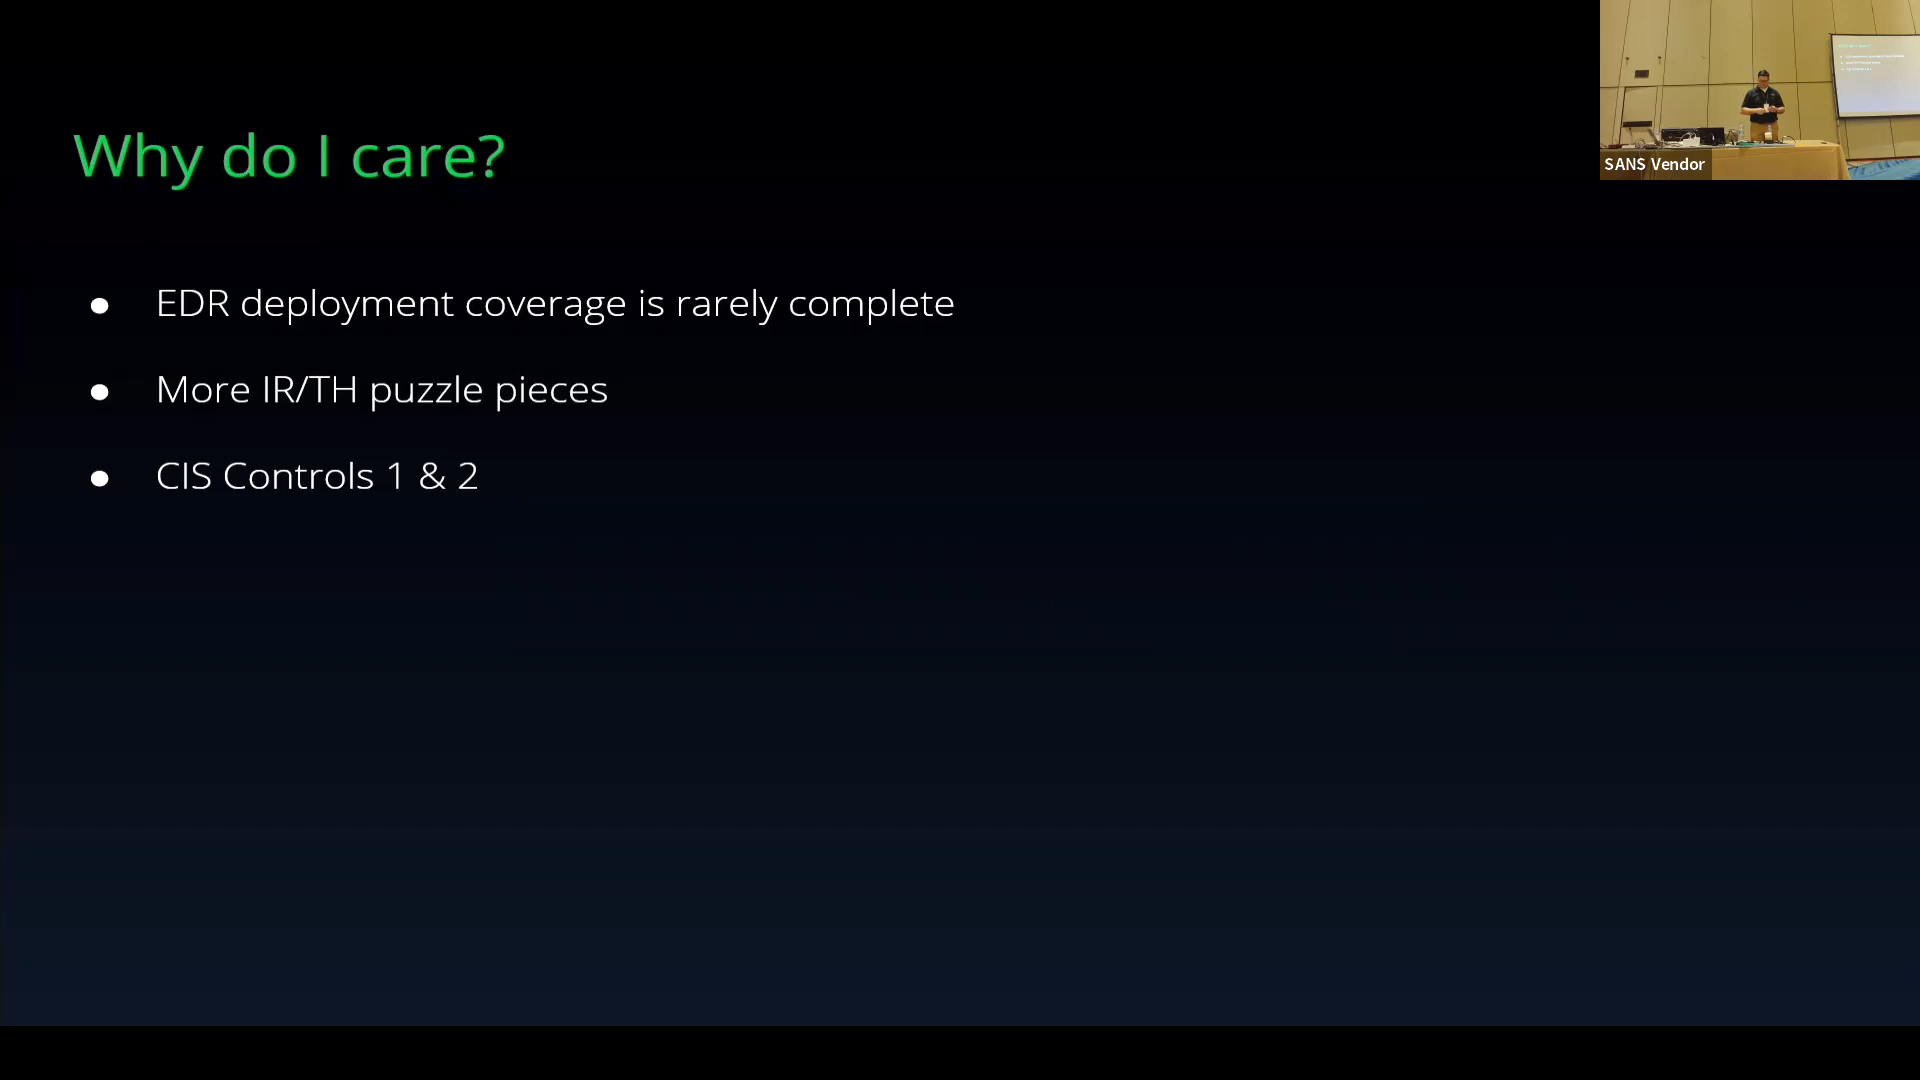 Why do I care?
● EDR deployment coverage is rarely complete
● More IR/TH puzzle pieces
● CIS Controls 1 & 2
SANS Vendor